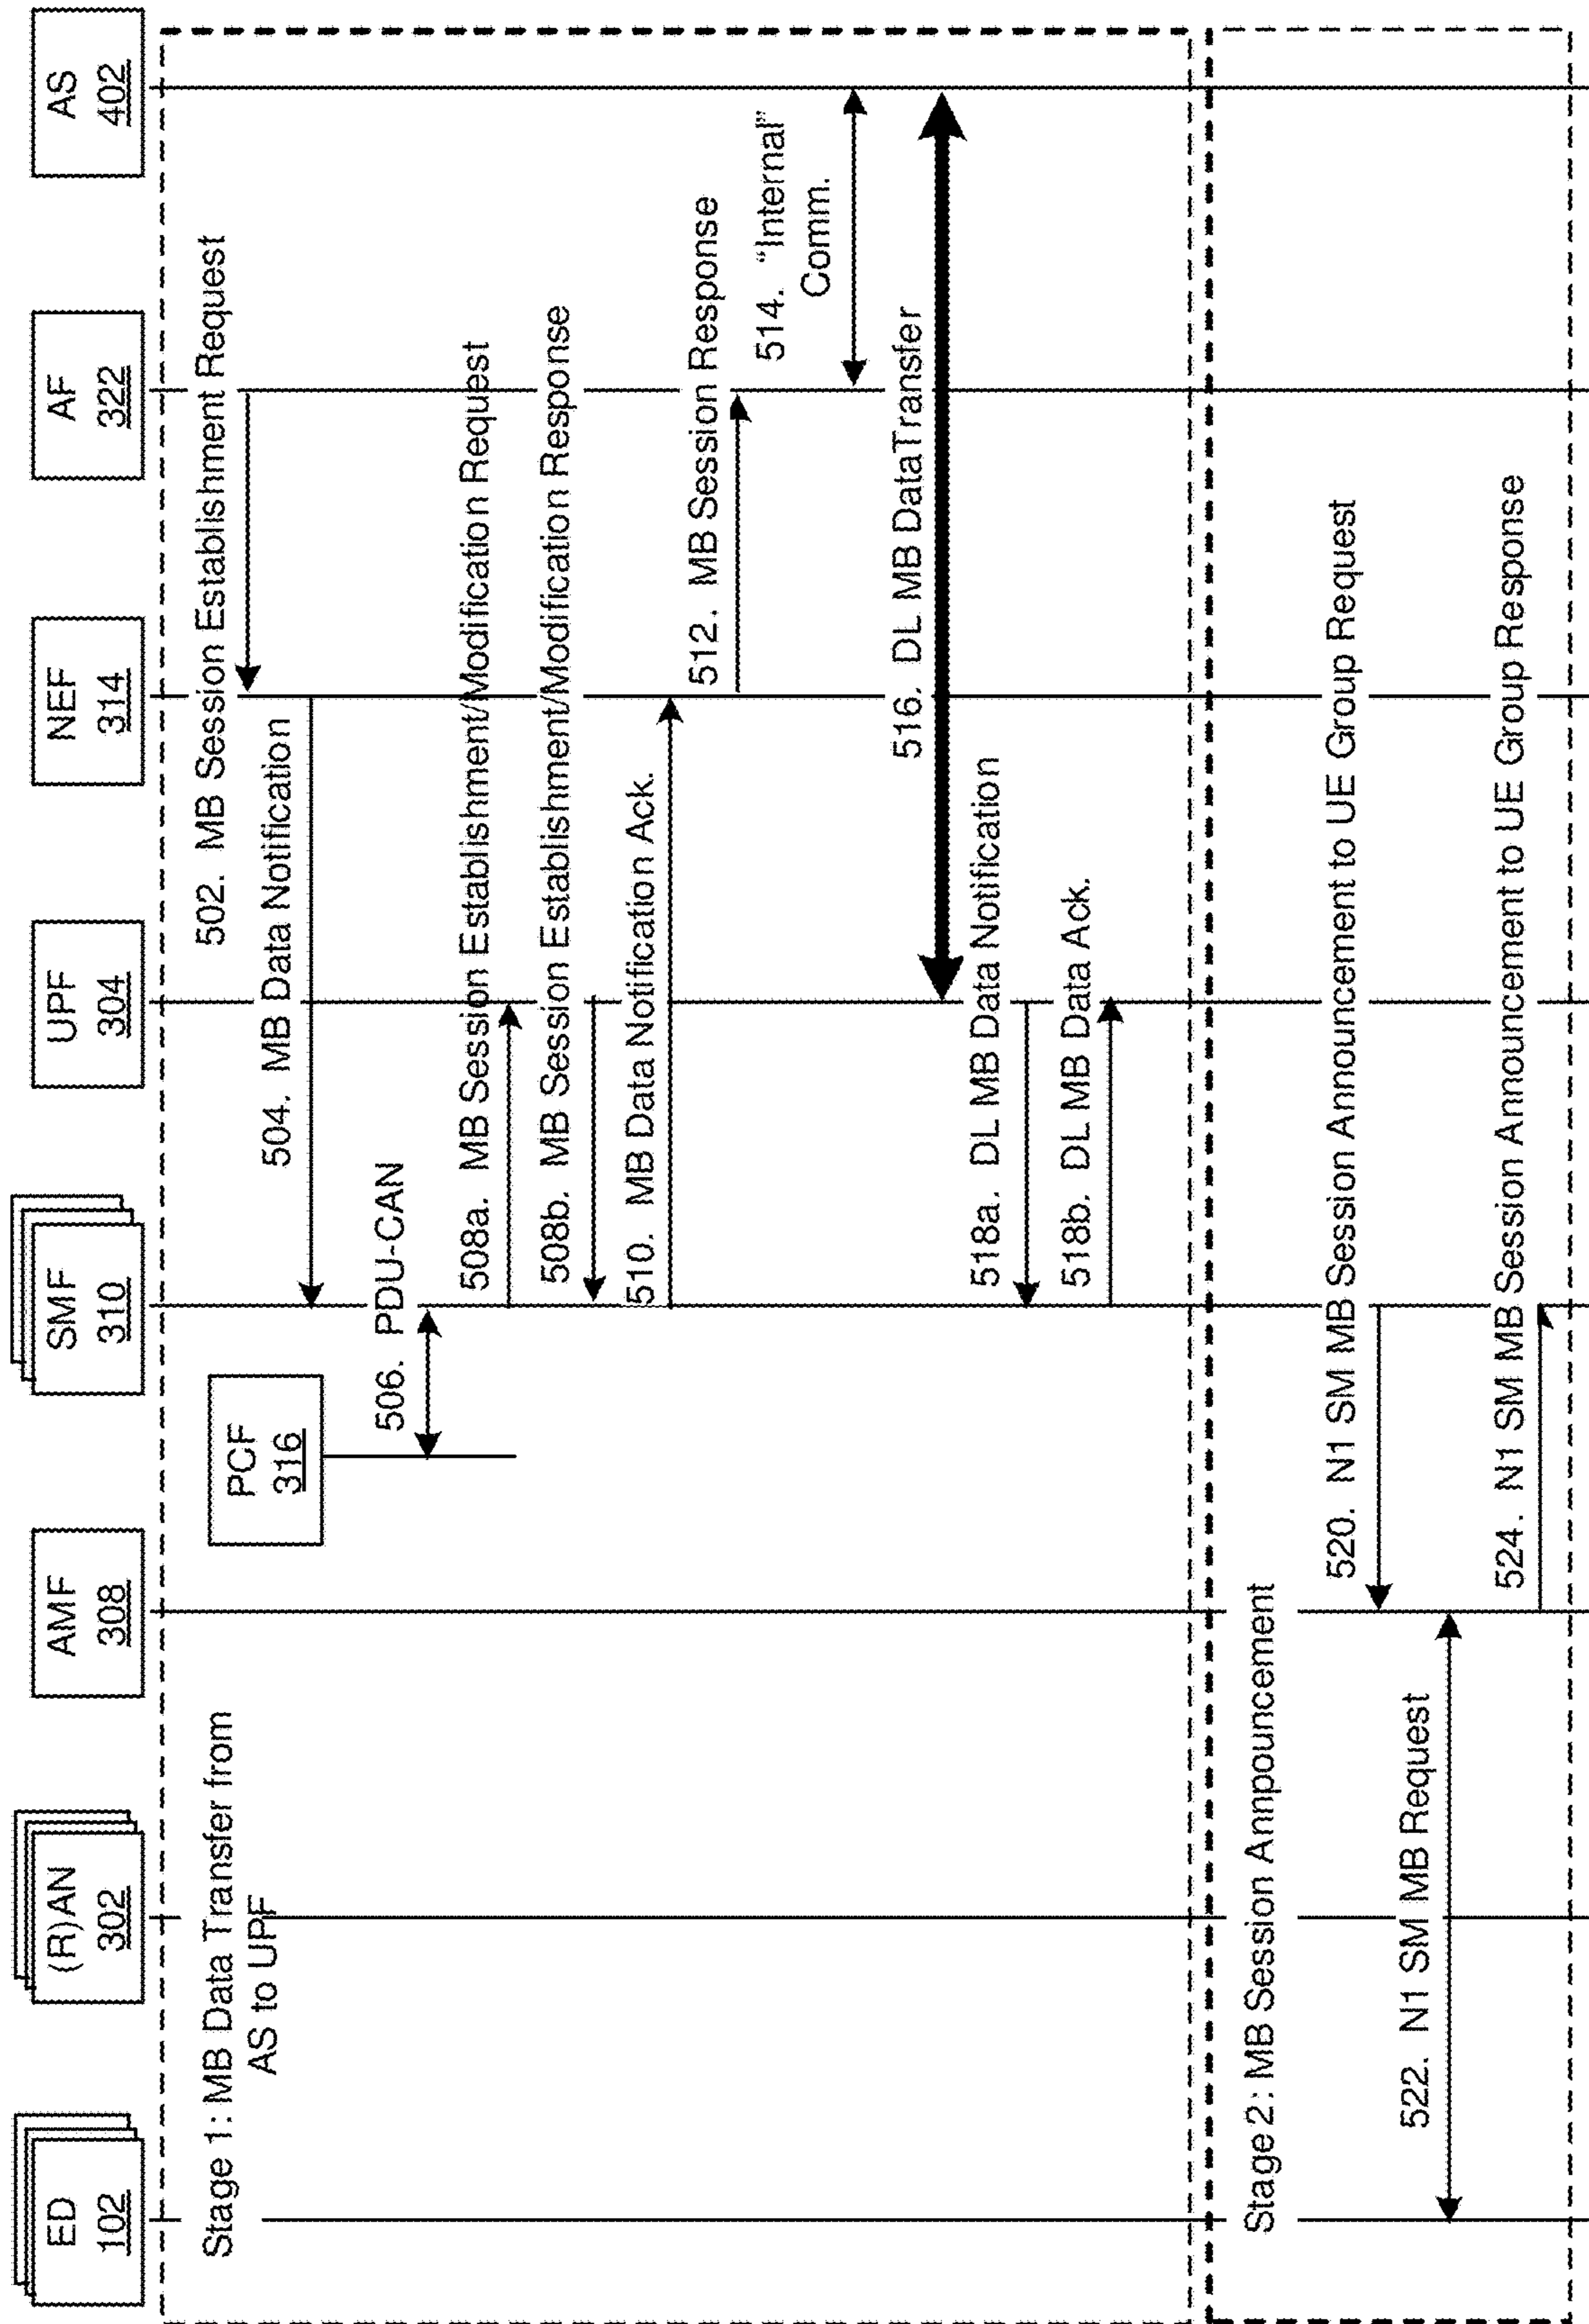 ED
102
(R)AN
302
AMF
308
SMF
310
UPF
304
NEF
314
AF
322
AS
402
Stage 1: MB Data Transfer from
AS to UPF
PCF
316
502. MB Session Establishment Request
504. MB Data Notification
506. PDU-CAN
508a. MB Session Establishment/Modification Request
508b. MB Session Establishment/Modification Response
510. MB Data Notification Ack.
512. MB Session Response
514. “Internal”
Comm.
516. DL MB DataTransfer
518a. DL MB Data Notification
518b. DL MB Data Ack.
Stage 2: MB Session Annpouncement
520. N1 SM MB Session Announcement to UE Group Request
522. N1 SM MB Request
524. N1 SM MB Session Announcement to UE Group Response